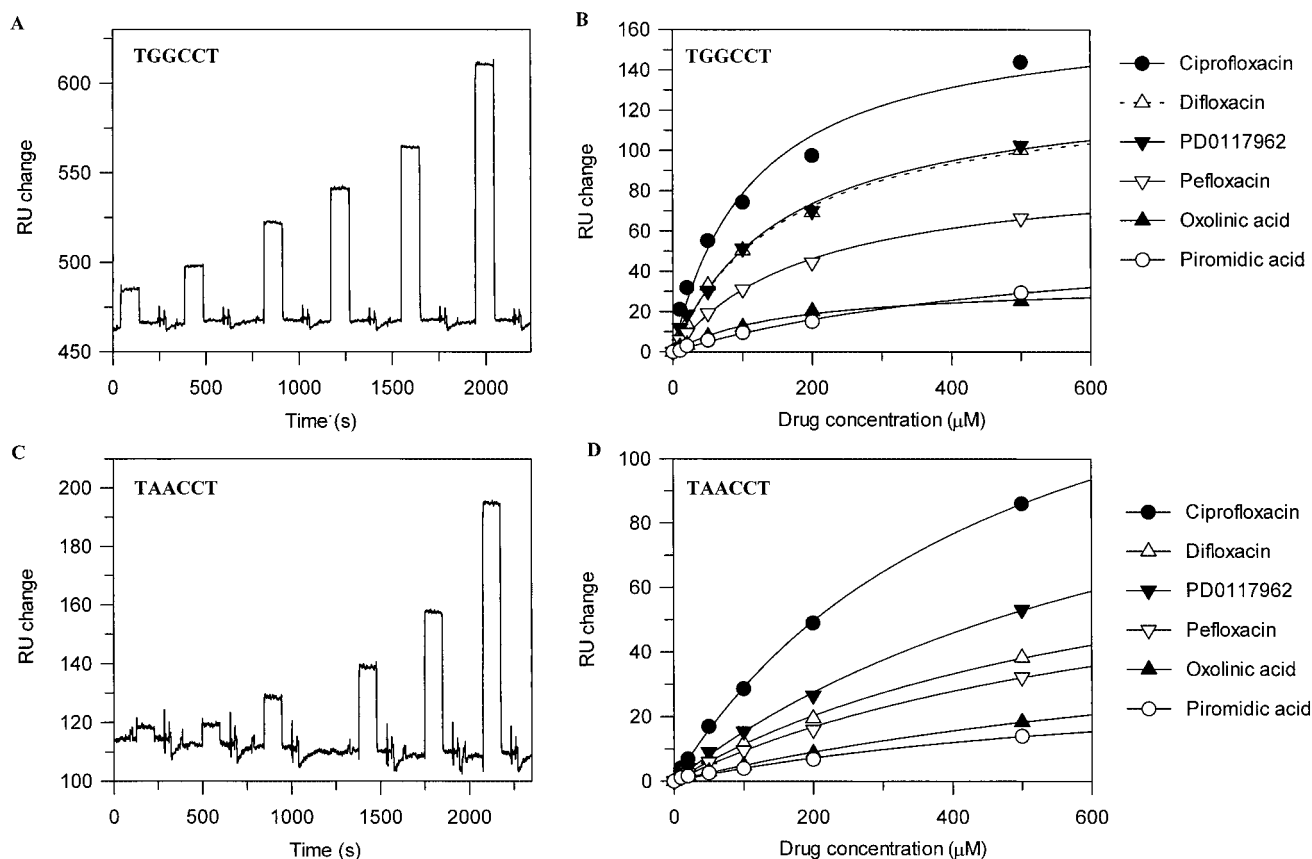 A
TGGCCT
RU change
600
550
500
450
0 500 1000 1500 2000
Time (s)
B
TGGCCT
RU change
160
140
120
100
80
60
40
20
0
0 200 400 600
Drug concentration (μM)
Ciprofloxacin
Difloxacin
PD0117962
Pefloxacin
Oxolinic acid
Piromidic acid
C
TAACCT
RU change
200
180
160
140
120
100
0 500 1000 1500 2000
Time (s)
D
TAACCT
RU change
100
80
60
40
20
0
0 200 400 600
Drug concentration (μM)
Ciprofloxacin
Difloxacin
PD0117962
Pefloxacin
Oxolinic acid
Piromidic acid